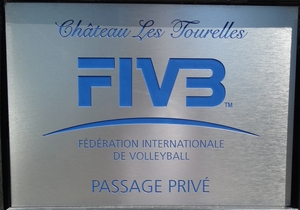 Château Les Tourelles
FIVB
TM
FÉDÉRATION INTERNATIONALE
DE VOLLEYBALL
PASSAGE PRIVÉ